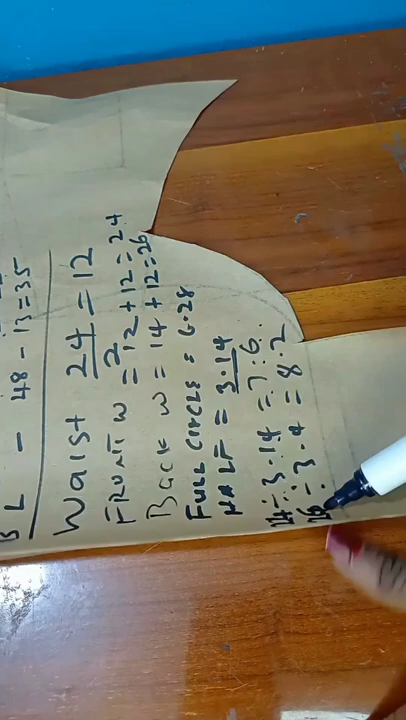 L - 48 - 13 = 35
Waist 24/2 = 12
FRONT W = 12 + 12 = 24
BACK W = 14 + 12 = 26
FULL CIRCLE = 6.28
HALF = 3.14
24 ÷ 3.14 = 7.6.
26 ÷ 3.4 = 8.2